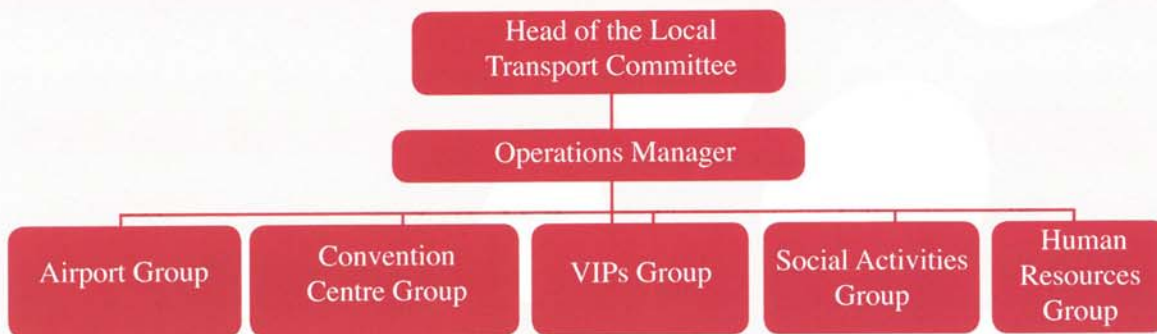 Head of the Local
Transport Committee
Operations Manager
Airport Group
Convention
Centre Group
VIPs Group
Social Activities
Group
Human
Resources
Group